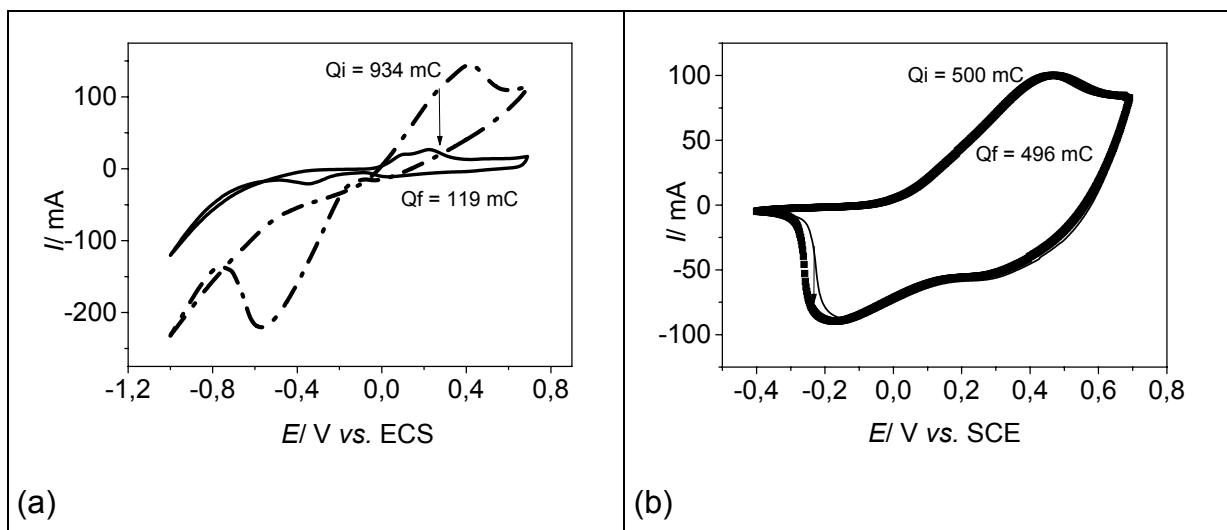 Qi = 934 mC
Qf = 119 mC
I/ mA
100
0
-100
-200
-1,2
-0,8
-0,4
0,0
0,4
0,8
E/ V vs. ECS
(a)
Qi = 500 mC
Qf = 496 mC
I/ mA
100
50
0
-50
-100
-0,4
-0,2
0,0
0,2
0,4
0,6
0,8
E/ V vs. SCE
(b)